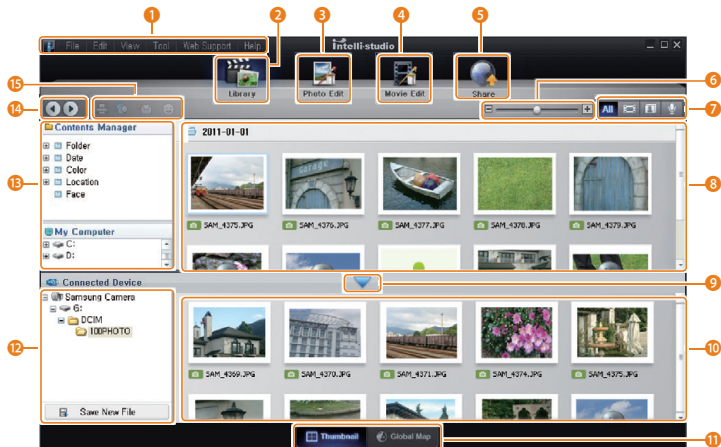 1 2 3 4 5
File Edit View Tool Web Support Help
intelli-studio
15
Library Photo Edit Movie Edit Share
6
14
All
7
Contents Manager
2011-01-01
Folder
Date
Color
Location
Face
13
8
SAM_4375.JPG SAM_4376.JPG SAM_4377.JPG SAM_4378.JPG SAM_4379.JPG
My Computer
C:
D:
Connected Device
9
Samsung Camera
G:
DCIM
100PHOTO
12
10
SAM_4369.JPG SAM_4370.JPG SAM_4371.JPG SAM_4374.JPG SAM_4375.JPG
Save New File
Thumbnail Global Map
11